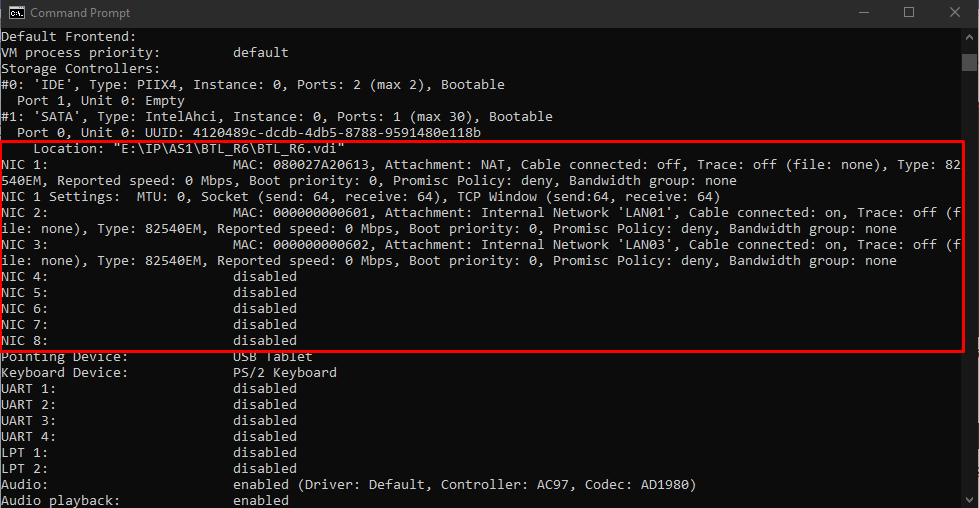 Command Prompt
Default Frontend:
VM process priority:         default
Storage Controllers:
#0: 'IDE', Type: PIIX4, Instance: 0, Ports: 2 (max 2), Bootable
  Port 1, Unit 0: Empty
#1: 'SATA', Type: IntelAhci, Instance: 0, Ports: 1 (max 30), Bootable
  Port 0, Unit 0: UUID: 4120489c-dcdb-4db5-8788-9591480e118b
    Location: "E:\IP\AS1\BTL_R6\BTL_R6.vdi"
NIC 1:                       MAC: 080027A20613, Attachment: NAT, Cable connected: off, Trace: off (file: none), Type: 82
540EM, Reported speed: 0 Mbps, Boot priority: 0, Promisc Policy: deny, Bandwidth group: none
NIC 1 Settings:  MTU: 0, Socket (send: 64, receive: 64), TCP Window (send:64, receive: 64)
NIC 2:                       MAC: 000000000601, Attachment: Internal Network 'LAN01', Cable connected: on, Trace: off (f
ile: none), Type: 82540EM, Reported speed: 0 Mbps, Boot priority: 0, Promisc Policy: deny, Bandwidth group: none
NIC 3:                       MAC: 000000000602, Attachment: Internal Network 'LAN03', Cable connected: on, Trace: off (f
ile: none), Type: 82540EM, Reported speed: 0 Mbps, Boot priority: 0, Promisc Policy: deny, Bandwidth group: none
NIC 4:                       disabled
NIC 5:                       disabled
NIC 6:                       disabled
NIC 7:                       disabled
NIC 8:                       disabled
Pointing Device:             USB Tablet
Keyboard Device:             PS/2 Keyboard
UART 1:                      disabled
UART 2:                      disabled
UART 3:                      disabled
UART 4:                      disabled
LPT 1:                       disabled
LPT 2:                       disabled
Audio:                       enabled (Driver: Default, Controller: AC97, Codec: AD1980)
Audio playback:              enabled